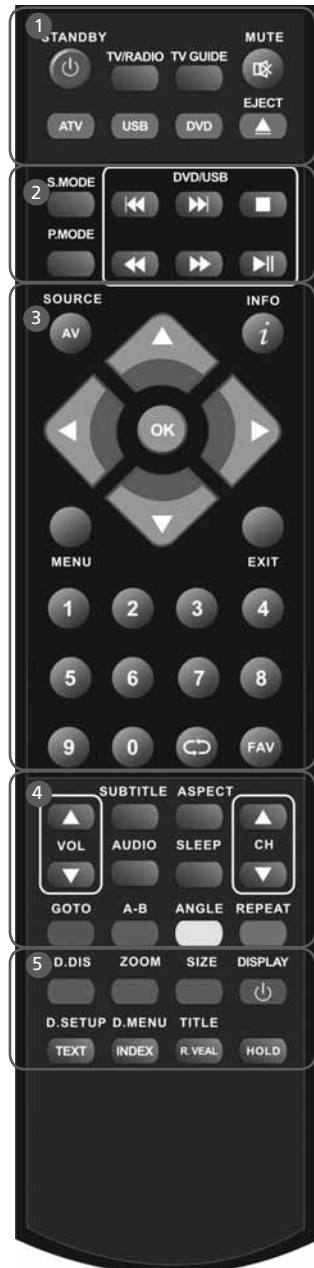 1
STANDBY MUTE
TV/RADIO TV GUIDE
EJECT
ATV USB DVD
2
S.MODE DVD/USB
P.MODE
SOURCE INFO
3
AV i
OK
MENU EXIT
1 2 3 4
5 6 7 8
9 0 FAV
4
SUBTITLE ASPECT
VOL AUDIO SLEEP CH
GOTO A-B ANGLE REPEAT
5
D.DIS ZOOM SIZE DISPLAY
D.SETUP D.MENU TITLE
TEXT INDEX R.VEAL HOLD